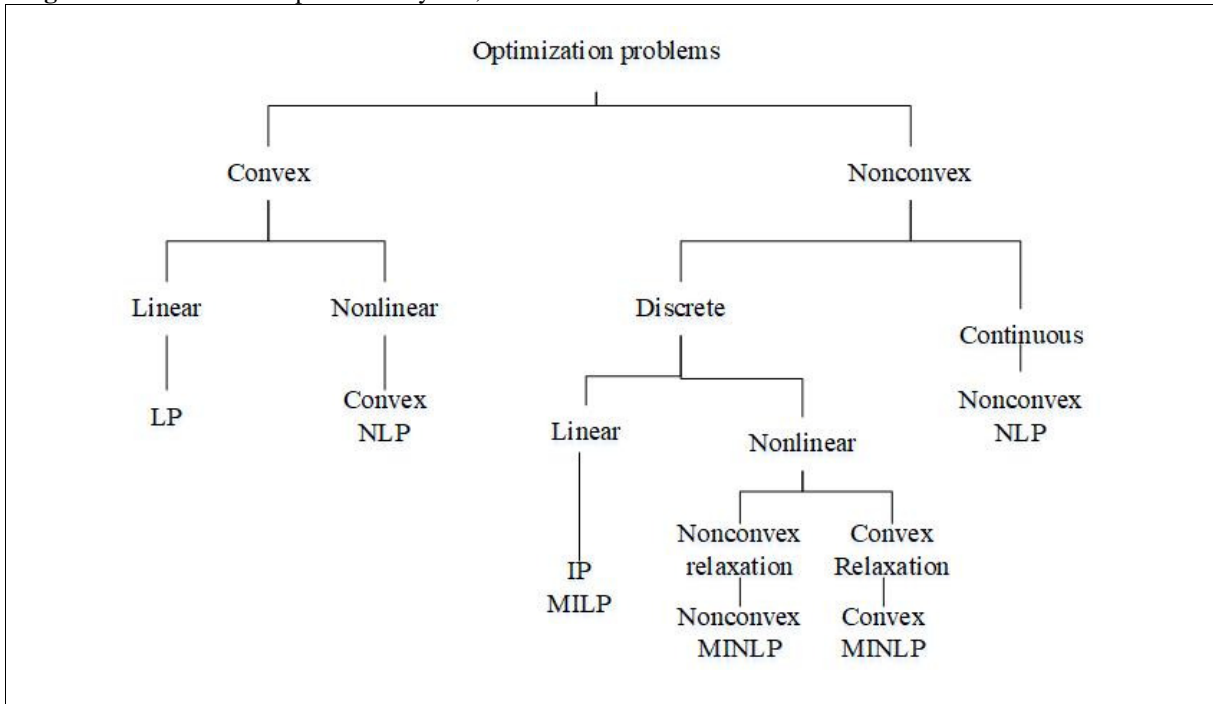 Optimization problems
Convex
Nonconvex
Linear
Nonlinear
Discrete
Continuous
LP
Convex
NLP
Nonconvex
NLP
Linear
Nonlinear
Nonconvex
relaxation
Convex
Relaxation
IP
MILP
Nonconvex
MINLP
Convex
MINLP